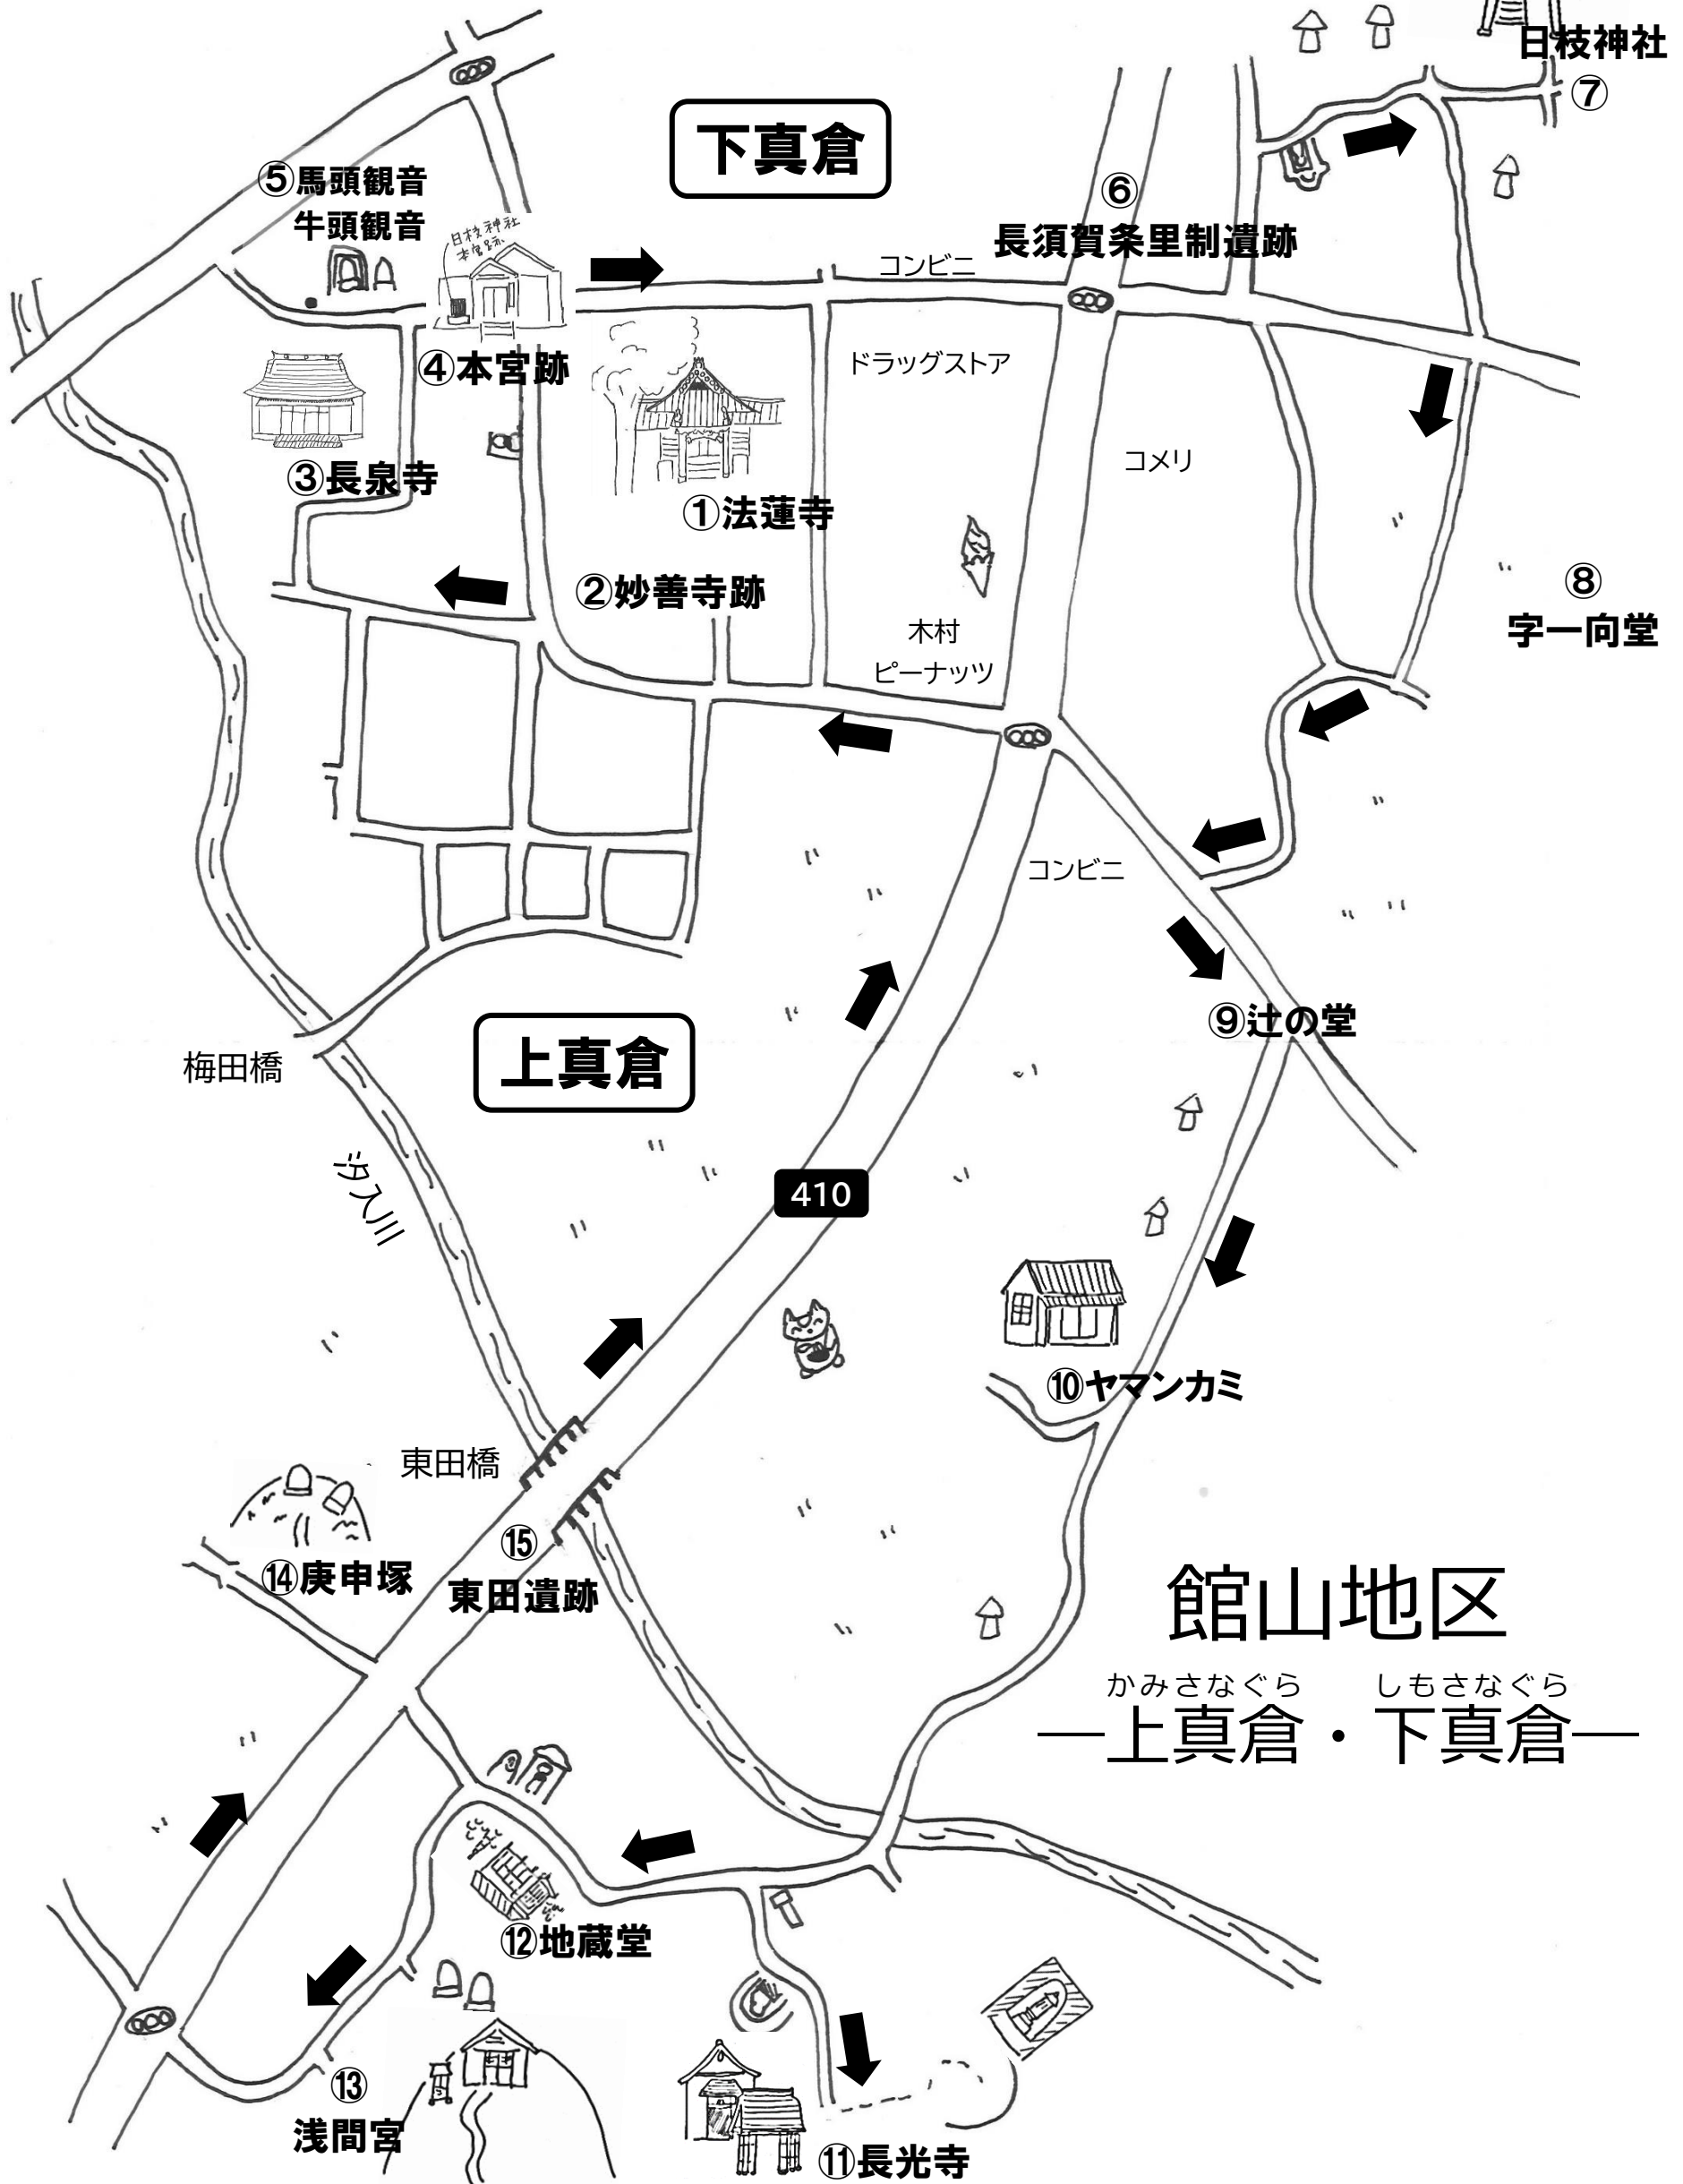 日枝神社
⑦
下真倉
⑤馬頭観音
牛頭観音
日枝神社
本宮跡
⑥
長須賀条里制遺跡
コンビニ
④本宮跡
ドラッグストア
③長泉寺
コメリ
①法蓮寺
②妙善寺跡
⑧
字一向堂
木村
ピーナッツ
コンビニ
⑨辻の堂
上真倉
梅田橋
汐入川
410
⑩ヤマンカミ
東田橋
⑮
東田遺跡
⑭庚申塚
館山地区
かみさなぐら しもさなぐら
―上真倉・下真倉―
⑫地蔵堂
⑬
浅間宮
⑪長光寺